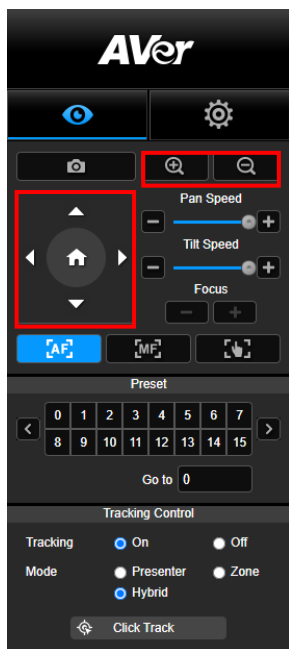 AVer
Pan Speed
Tilt Speed
Focus
AF
MF
Preset
0 1 2 3 4 5 6 7
8 9 10 11 12 13 14 15
Go to 0
Tracking Control
Tracking On Off
Mode Presenter Zone
Hybrid
Click Track